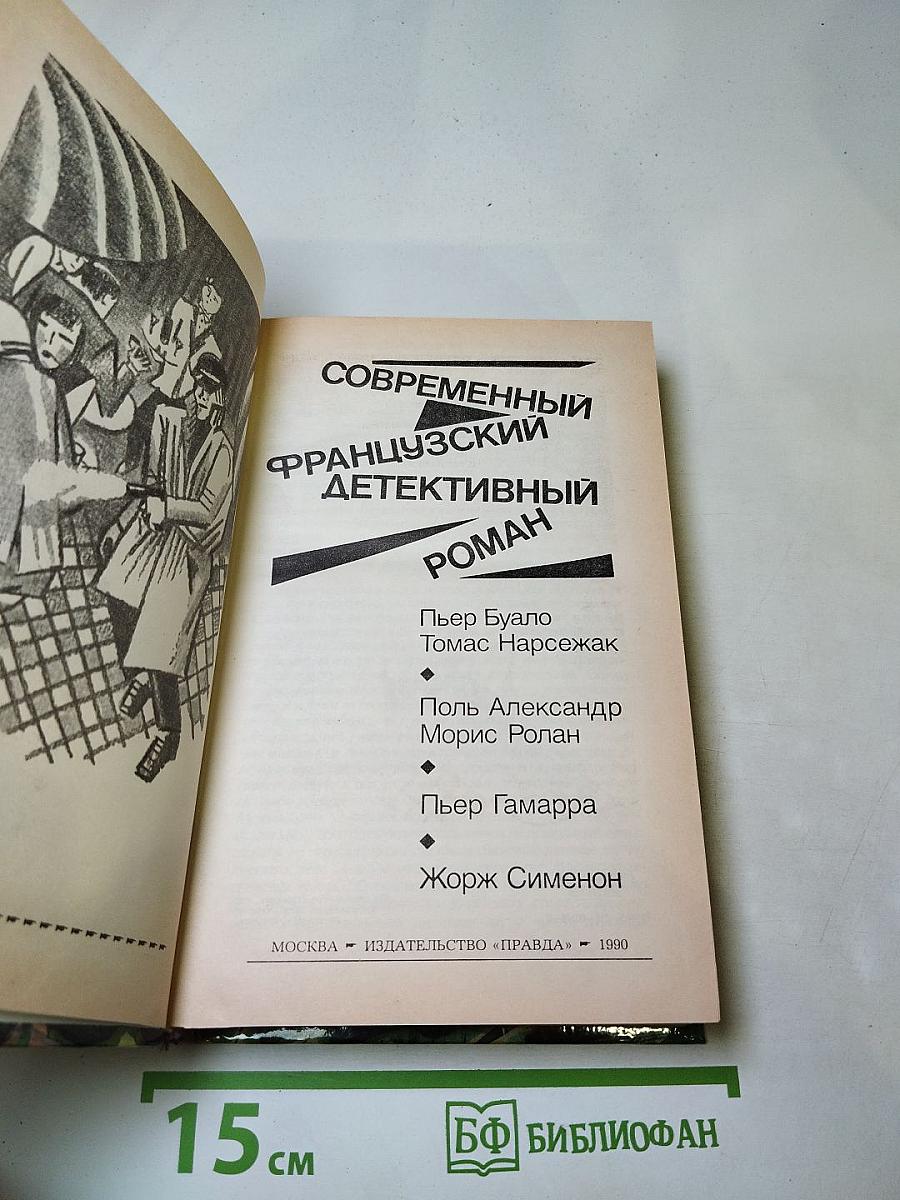 СОВРЕМЕННЫЙ
ФРАНЦУЗСКИЙ
ДЕТЕКТИВНЫЙ
РОМАН
Пьер Буало
Томас Нарсежак
Поль Александр
Морис Ролан
Пьер Гамарра
Жорж Сименон
МОСКВА ИЗДАТЕЛЬСТВО «ПРАВДА» 1990
15 см
БФ БИБЛИОФАН